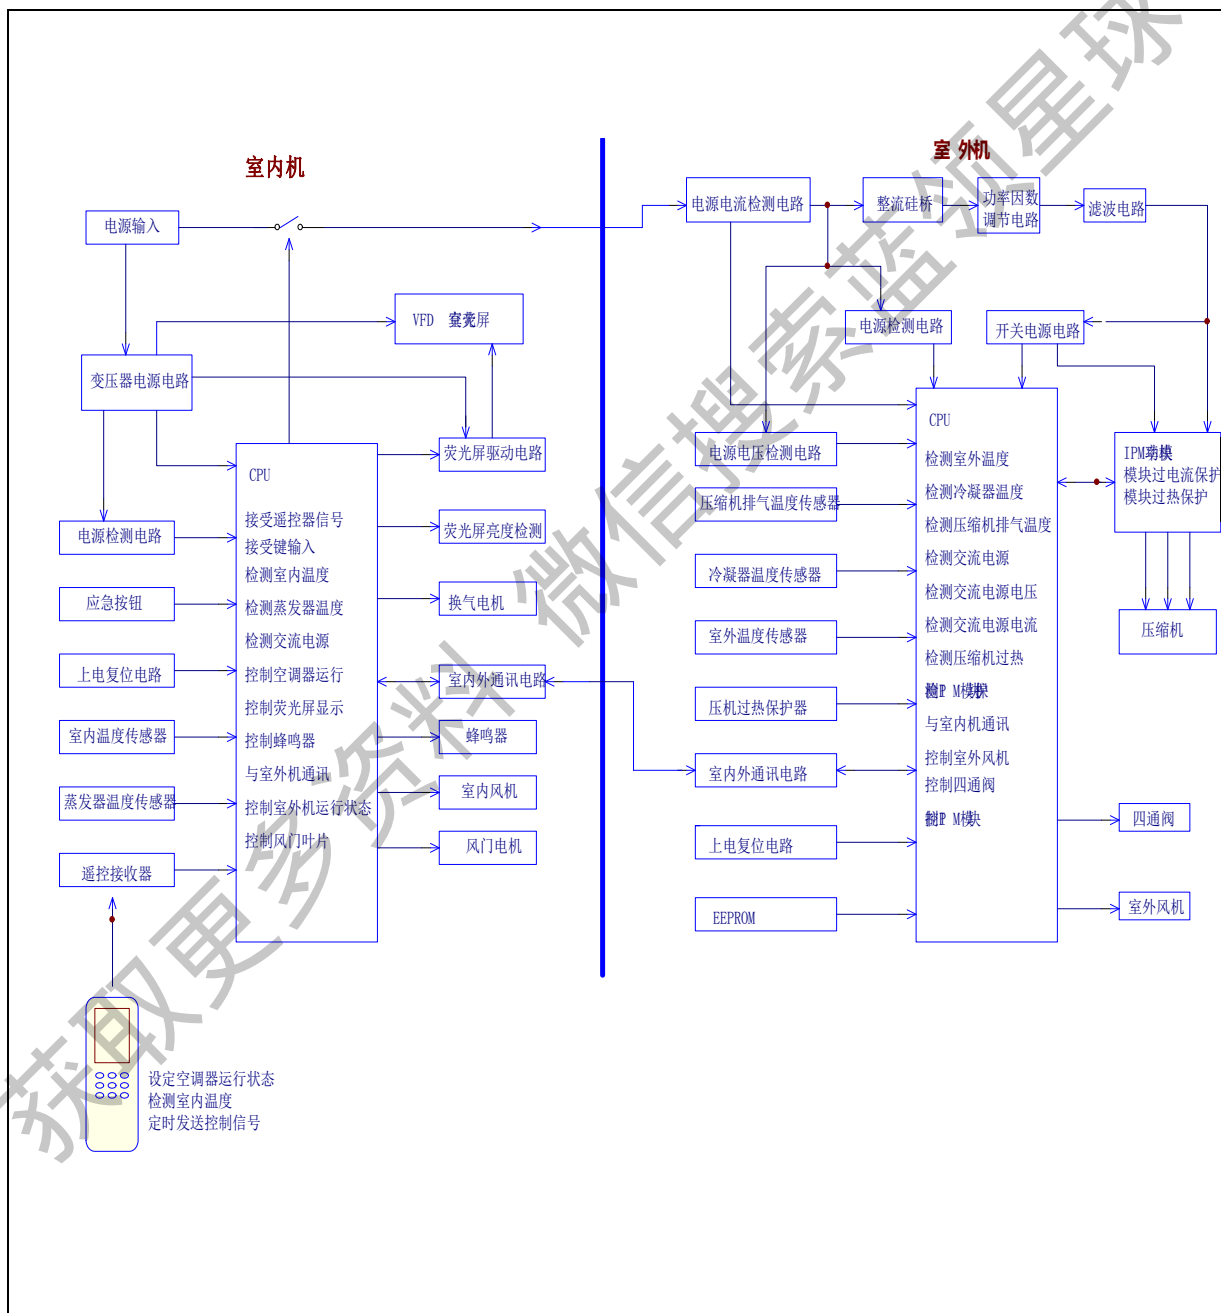 室内机
电源输入
VFD 荧光屏
变压器电源电路
荧光屏驱动电路
荧光屏亮度检测
换气电机
室内外通讯电路
蜂鸣器
室内风机
风门电机
电源检测电路
应急按钮
上电复位电路
室内温度传感器
蒸发器温度传感器
遥控接收器
CPU
接受遥控器信号
接受键输入
检测室内温度
检测蒸发器温度
检测交流电源
控制空调器运行
控制荧光屏显示
控制蜂鸣器
与室外机通讯
控制室外机运行状态
控制风门叶片
设定空调器运行状态
检测室内温度
定时发送控制信号
室外机
电源电流检测电路
整流硅桥
功率因数
调节电路
滤波电路
电源检测电路
开关电源电路
电源电压检测电路
压缩机排气温度传感器
冷凝器温度传感器
室外温度传感器
压机过热保护器
室内外通讯电路
上电复位电路
EEPROM
CPU
检测室外温度
检测冷凝器温度
检测压缩机排气温度
检测交流电源
检测交流电源电压
检测交流电源电流
检测压缩机过热
与室内机通讯
控制室外风机
控制四通阀
IPM
模块过电流保护
模块过热保护
压缩机
四通阀
室外风机
获取更多资料 微信搜索蓝领星球